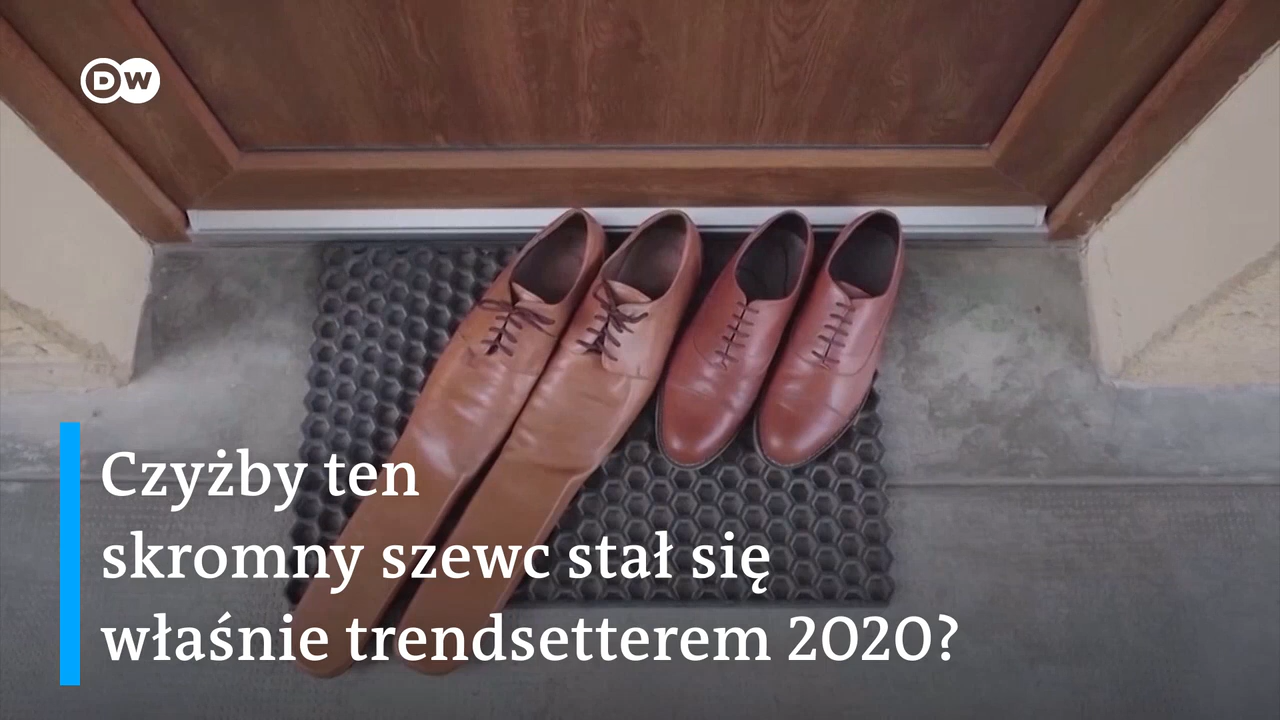 DW
Czyżby ten
skromny szewc stał się
właśnie trendsetterem 2020?